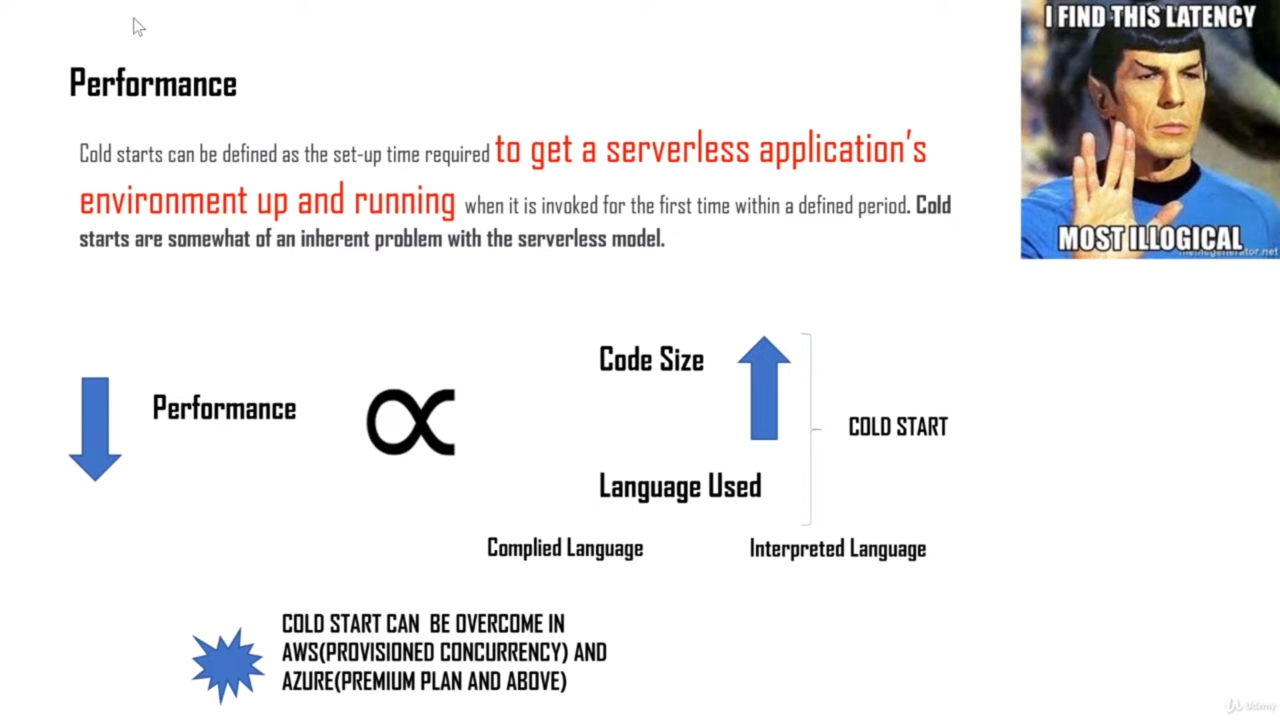 I FIND THIS LATENCY
MOST ILLOGICAL
memegenerator.net
Performance
Cold starts can be defined as the set-up time required to get a serverless application's
environment up and running when it is invoked for the first time within a defined period. Cold
starts are somewhat of an inherent problem with the serverless model.
Performance
∝
Code Size
Language Used
COLD START
Complied Language
Interpreted Language
COLD START CAN BE OVERCOME IN
AWS(PROVISIONED CONCURRENCY) AND
AZURE(PREMIUM PLAN AND ABOVE)
Udemy